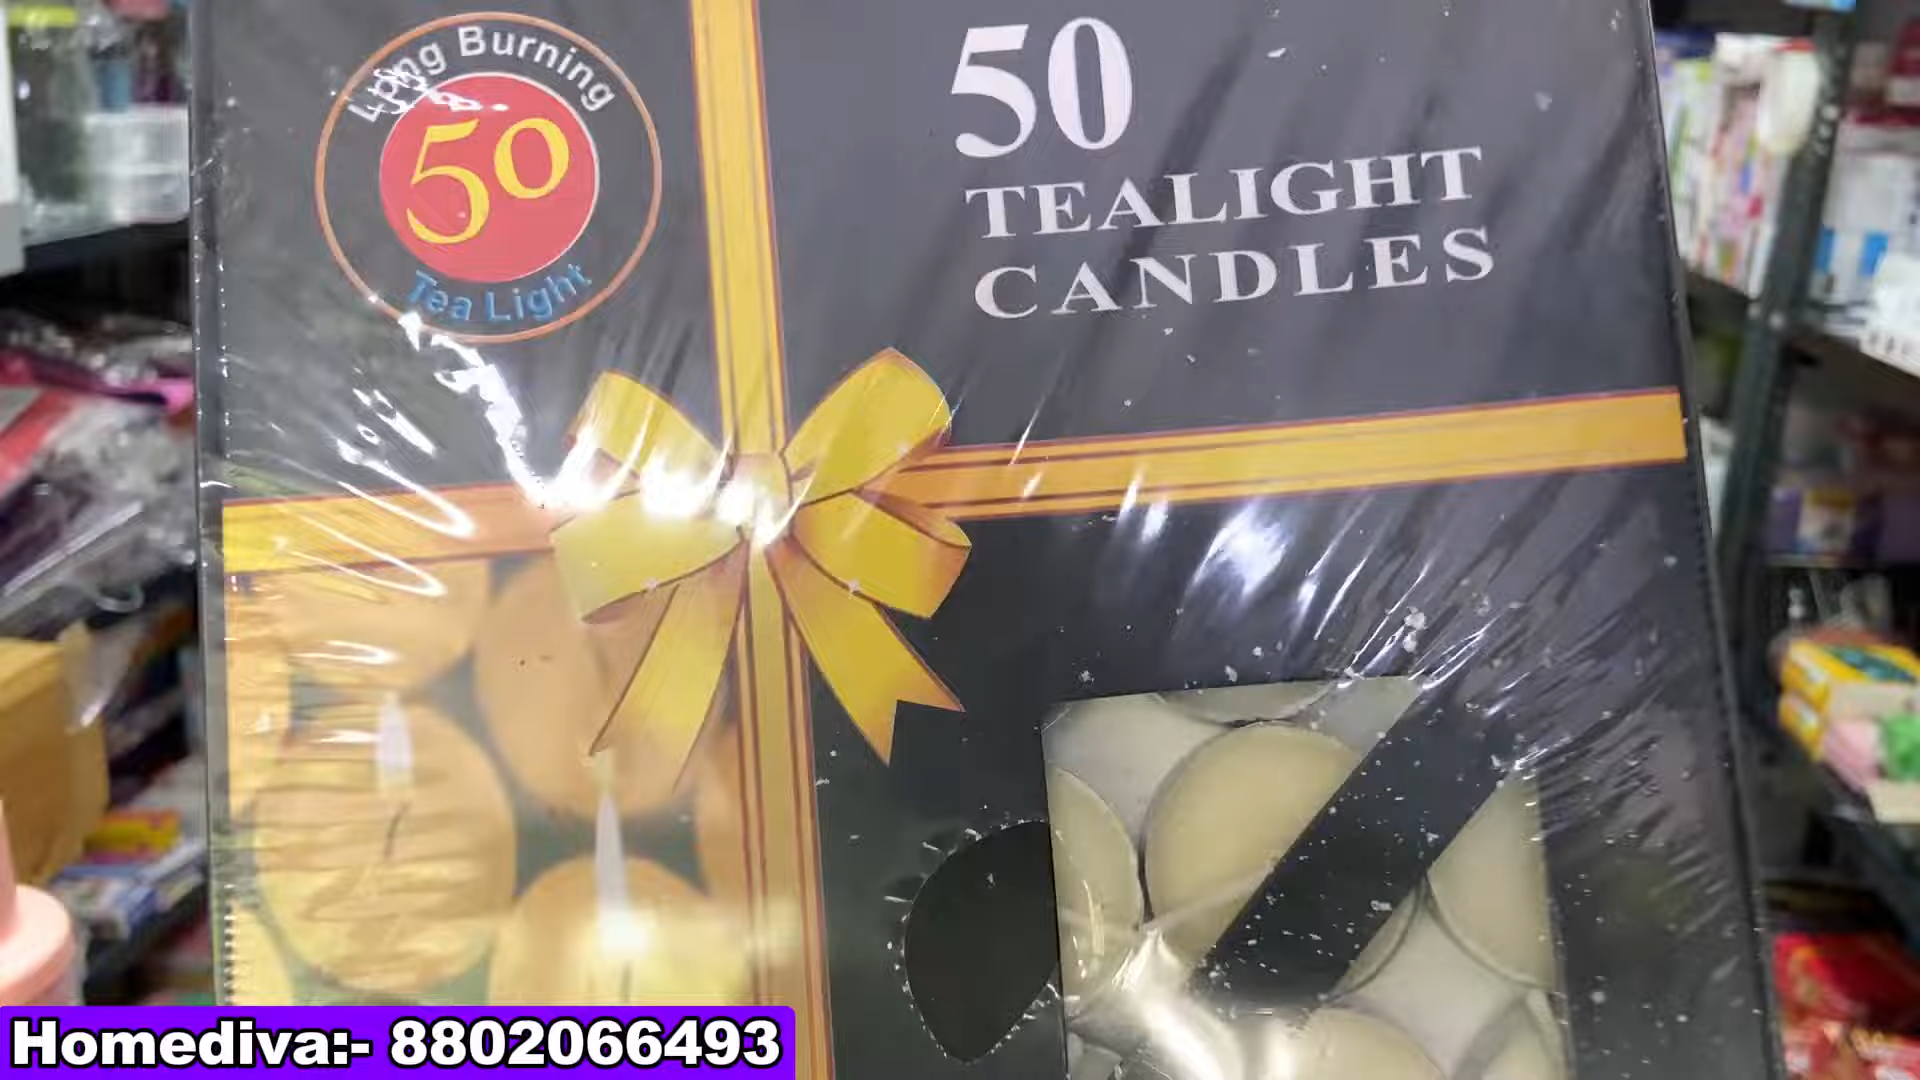 Long Burning
50
Tea Light
50
TEALIGHT
CANDLES
Homediva:- 8802066493